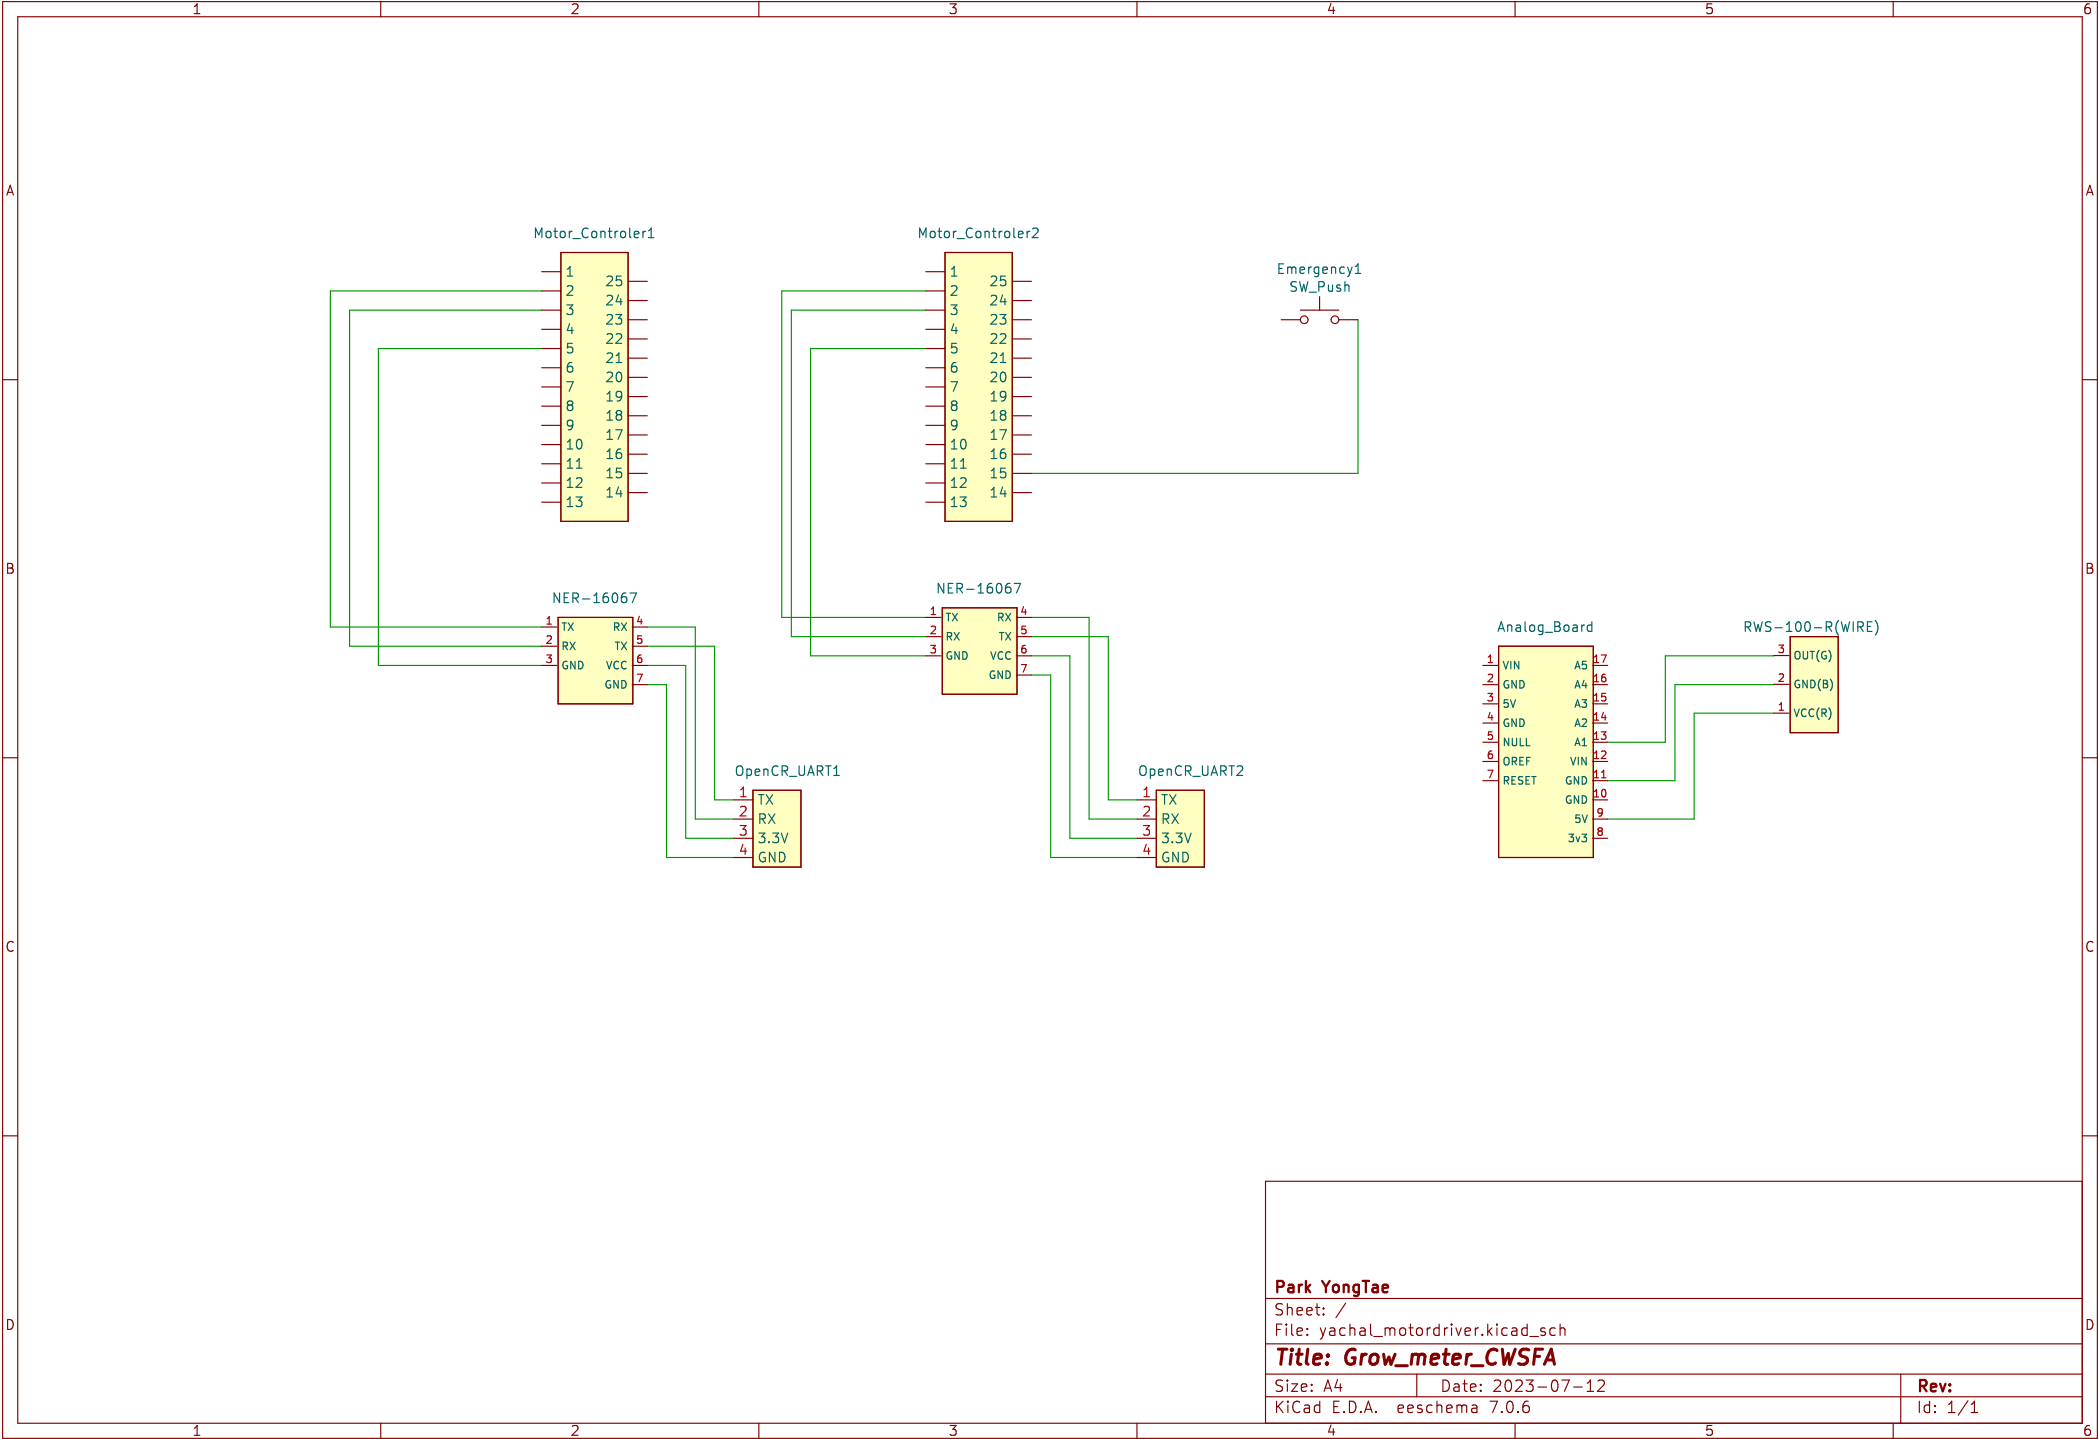 1 2 3 4 5 6
A A
Motor_Controler1
1
2
3
4
5
6
7
8
9
10
11
12
13
25
24
23
22
21
20
19
18
17
16
15
14
Motor_Controler2
1
2
3
4
5
6
7
8
9
10
11
12
13
25
24
23
22
21
20
19
18
17
16
15
14
Emergency1
SW_Push
B B
NER-16067
1 TX
2 RX
3 GND
RX 4
TX 5
VCC 6
GND 7
NER-16067
1 TX
2 RX
3 GND
RX 4
TX 5
VCC 6
GND 7
Analog_Board
1 VIN
2 GND
3 5V
4 GND
5 NULL
6 OREF
7 RESET
A5 17
A4 16
A3 15
A2 14
A1 13
VIN 12
GND 11
GND 10
5V 9
3v3 8
RWS-100-R(WIRE)
3 OUT(G)
2 GND(B)
1 VCC(R)
OpenCR_UART1
1 TX
2 RX
3 3.3V
4 GND
OpenCR_UART2
1 TX
2 RX
3 3.3V
4 GND
C C
D D
Park YongTae
Sheet: /
File: yachal_motordriver.kicad_sch
Title: Grow_meter_CWSFA
Size: A4 Date: 2023-07-12 Rev:
KiCad E.D.A. eeschema 7.0.6 Id: 1/1
1 2 3 4 5 6